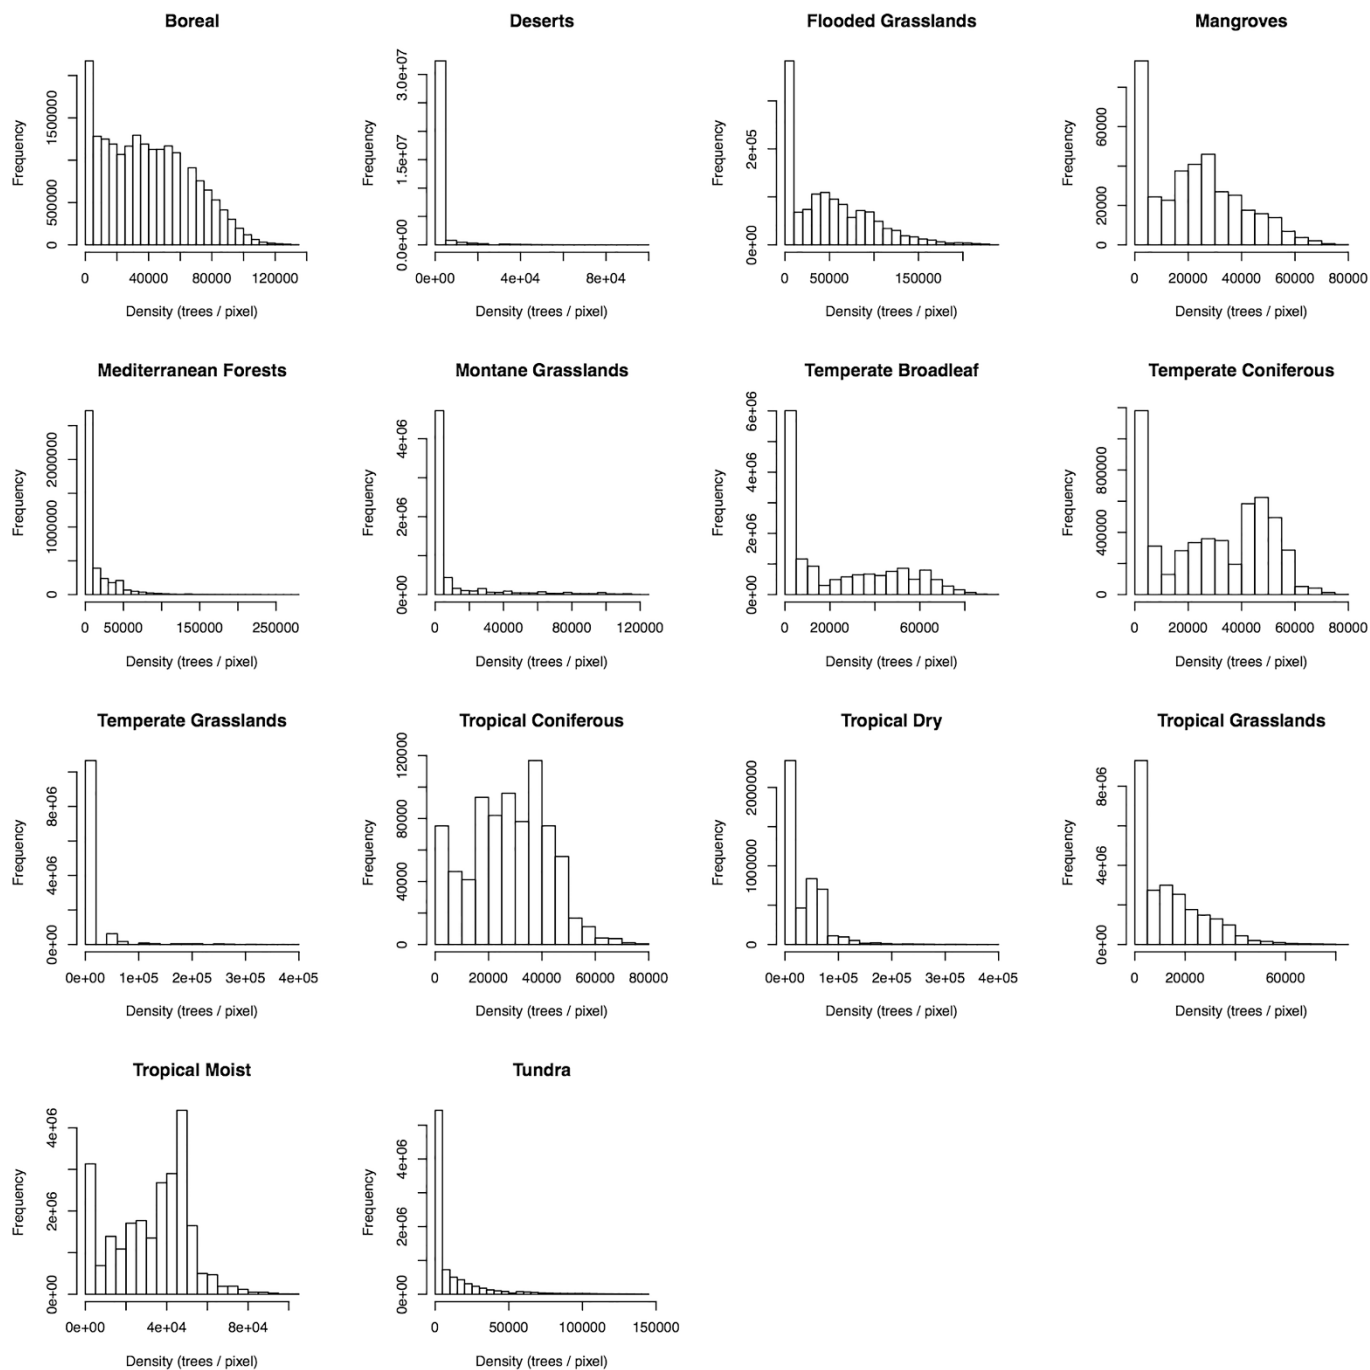 Boreal
Frequency
0 500000 1500000
0 40000 80000 120000
Density (trees / pixel)
Deserts
Frequency
0.0e+00 1.5e+07 3.0e+07
0e+00 4e+04 8e+04
Density (trees / pixel)
Flooded Grasslands
Frequency
0e+00 2e+05
0 50000 150000
Density (trees / pixel)
Mangroves
Frequency
0 20000 60000
0 20000 40000 60000 80000
Density (trees / pixel)
Mediterranean Forests
Frequency
0 1000000 2000000
0 50000 150000 250000
Density (trees / pixel)
Montane Grasslands
Frequency
0e+00 2e+06 4e+06
0 40000 80000 120000
Density (trees / pixel)
Temperate Broadleaf
Frequency
0e+00 2e+06 4e+06 6e+06
0 20000 60000
Density (trees / pixel)
Temperate Coniferous
Frequency
0 400000 800000
0 20000 40000 60000 80000
Density (trees / pixel)
Temperate Grasslands
Frequency
0e+00 4e+06 8e+06
0e+00 1e+05 2e+05 3e+05 4e+05
Density (trees / pixel)
Tropical Coniferous
Frequency
0 40000 80000 120000
0 20000 40000 60000 80000
Density (trees / pixel)
Tropical Dry
Frequency
0 1000000 2000000
0e+00 1e+05 2e+05 3e+05 4e+05
Density (trees / pixel)
Tropical Grasslands
Frequency
0e+00 4e+06 8e+06
0 20000 60000
Density (trees / pixel)
Tropical Moist
Frequency
0e+00 2e+06 4e+06
0e+00 4e+04 8e+04
Density (trees / pixel)
Tundra
Frequency
0e+00 2e+06 4e+06
0 50000 100000 150000
Density (trees / pixel)